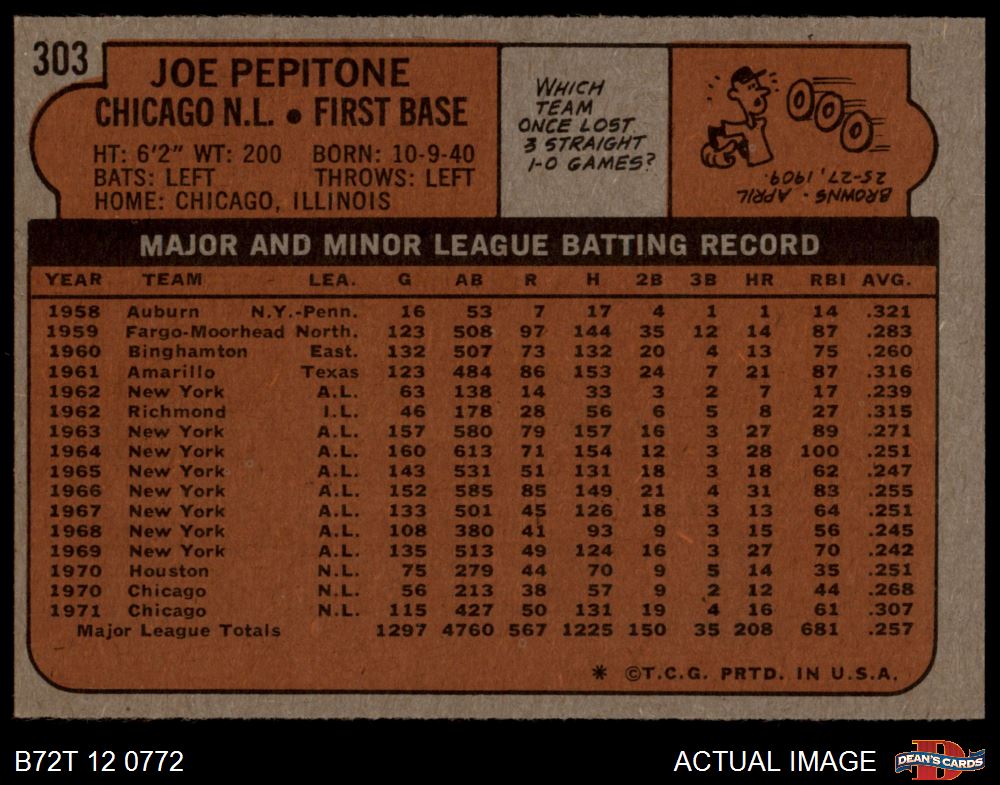 303
JOE PEPITONE
CHICAGO N.L. • FIRST BASE
HT: 6'2" WT: 200 BORN: 10-9-40
BATS: LEFT THROWS: LEFT
HOME: CHICAGO, ILLINOIS
WHICH
TEAM
ONCE LOST
3 STRAIGHT
1-0 GAMES?
BROWNS - APRIL
25-27, 1909.
MAJOR AND MINOR LEAGUE BATTING RECORD
YEAR TEAM LEA. G AB R H 2B 3B HR RBI AVG.
1958 Auburn N.Y.-Penn. 16 53 7 17 4 1 1 14 .321
1959 Fargo-Moorhead North. 123 508 97 144 35 12 14 87 .283
1960 Binghamton East. 132 507 73 132 20 4 13 75 .260
1961 Amarillo Texas 123 484 86 153 24 7 21 87 .316
1962 New York A.L. 63 138 14 33 3 2 7 17 .239
1962 Richmond I.L. 46 178 28 56 6 5 8 27 .315
1963 New York A.L. 157 580 79 157 16 3 27 89 .271
1964 New York A.L. 160 613 71 154 12 3 28 100 .251
1965 New York A.L. 143 531 51 131 18 3 18 62 .247
1966 New York A.L. 152 585 85 149 21 4 31 83 .255
1967 New York A.L. 133 501 45 126 18 3 13 64 .251
1968 New York A.L. 108 380 41 93 9 3 15 56 .245
1969 New York A.L. 135 513 49 124 16 3 27 70 .242
1970 Houston N.L. 75 279 44 70 9 5 14 35 .251
1970 Chicago N.L. 56 213 38 57 9 2 12 44 .268
1971 Chicago N.L. 115 427 50 131 19 4 16 61 .307
Major League Totals 1297 4760 567 1225 150 35 208 681 .257
* ©T.C.G. PRTD. IN U.S.A.
B72T 12 0772
ACTUAL IMAGE
DEAN'S CARDS